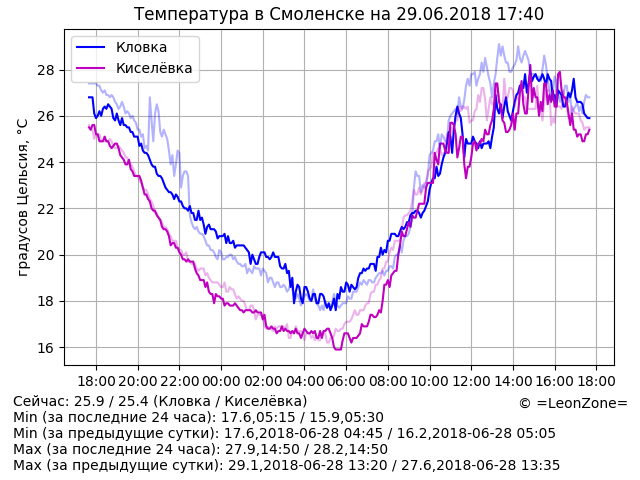 Температура в Смоленске на 29.06.2018 17:40
Кловка
Киселёвка
градусов Цельсия, °C
28
26
24
22
20
18
16
18:00 20:00 22:00 00:00 02:00 04:00 06:00 08:00 10:00 12:00 14:00 16:00 18:00
Сейчас: 25.9 / 25.4 (Кловка / Киселёвка)
© =LeonZone=
Min (за последние 24 часа): 17.6,05:15 / 15.9,05:30
Min (за предыдущие сутки): 17.6,2018-06-28 04:45 / 16.2,2018-06-28 05:05
Max (за последние 24 часа): 27.9,14:50 / 28.2,14:50
Max (за предыдущие сутки): 29.1,2018-06-28 13:20 / 27.6,2018-06-28 13:35